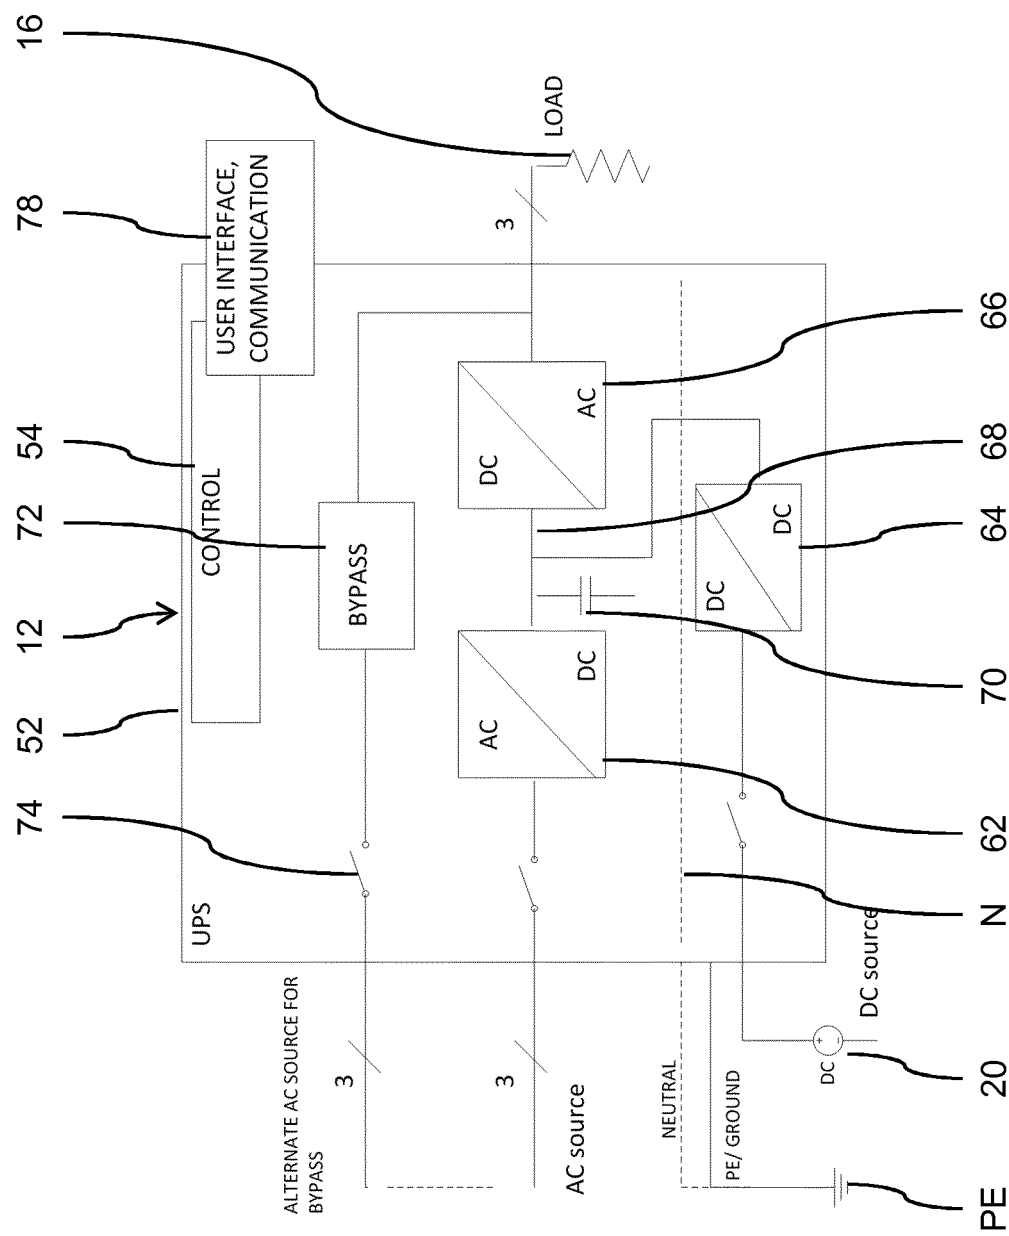 16
78
54
72
12
52
74
USER INTERFACE,
COMMUNICATION
CONTROL
UPS
BYPASS
LOAD
3
DC
AC
AC
DC
DC
DC
ALTERNATE AC SOURCE FOR
BYPASS
3
3
AC source
NEUTRAL
PE/ GROUND
DC
+
-
DC source
66
68
64
70
62
N
20
PE